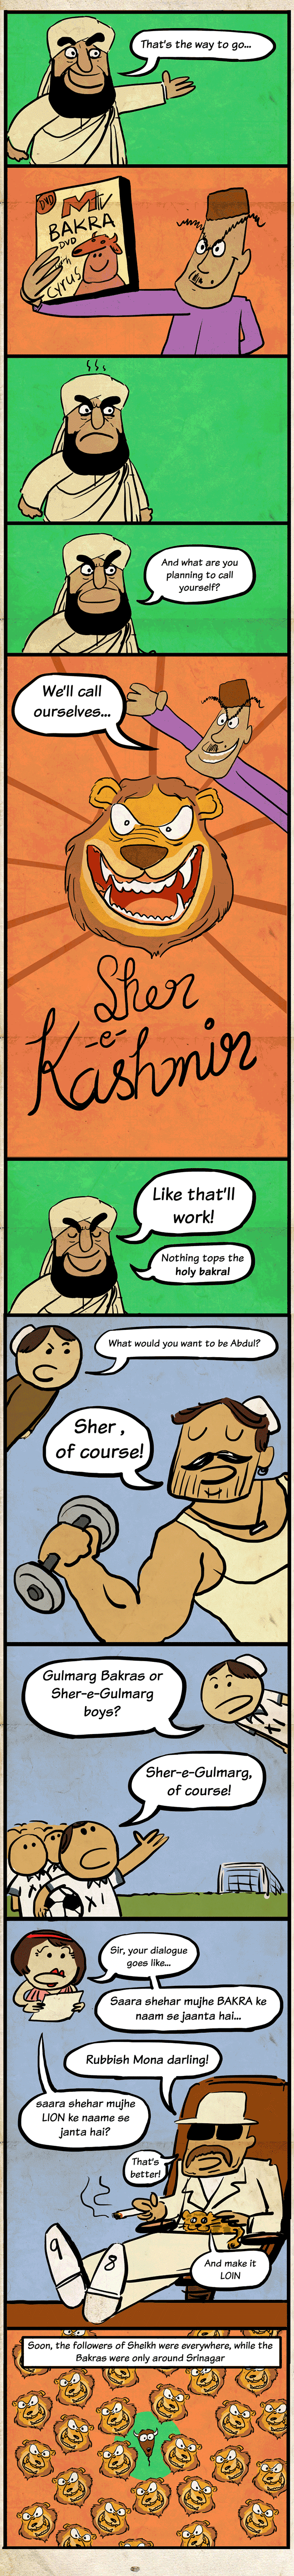 That's the way to go...
DVD
MTV
BAKRA
DVD
with
CYRUS
And what are you
planning to call
yourself?
We'll call
ourselves...
Sher
-e-
Kashmir
Like that'll
work!
Nothing tops the
holy bakra!
What would you want to be Abdul?
Sher ,
of course!
Gulmarg Bakras or
Sher-e-Gulmarg
boys?
Sher-e-Gulmarg,
of course!
Sir, your dialogue
goes like...
Saara shehar mujhe BAKRA ke
naam se jaanta hai...
Rubbish Mona darling!
saara shehar mujhe
LION ke naame se
janta hai?
That's
better!
9
8
And make it
LOIN
Soon, the followers of Sheikh were everywhere, while the
Bakras were only around Srinagar